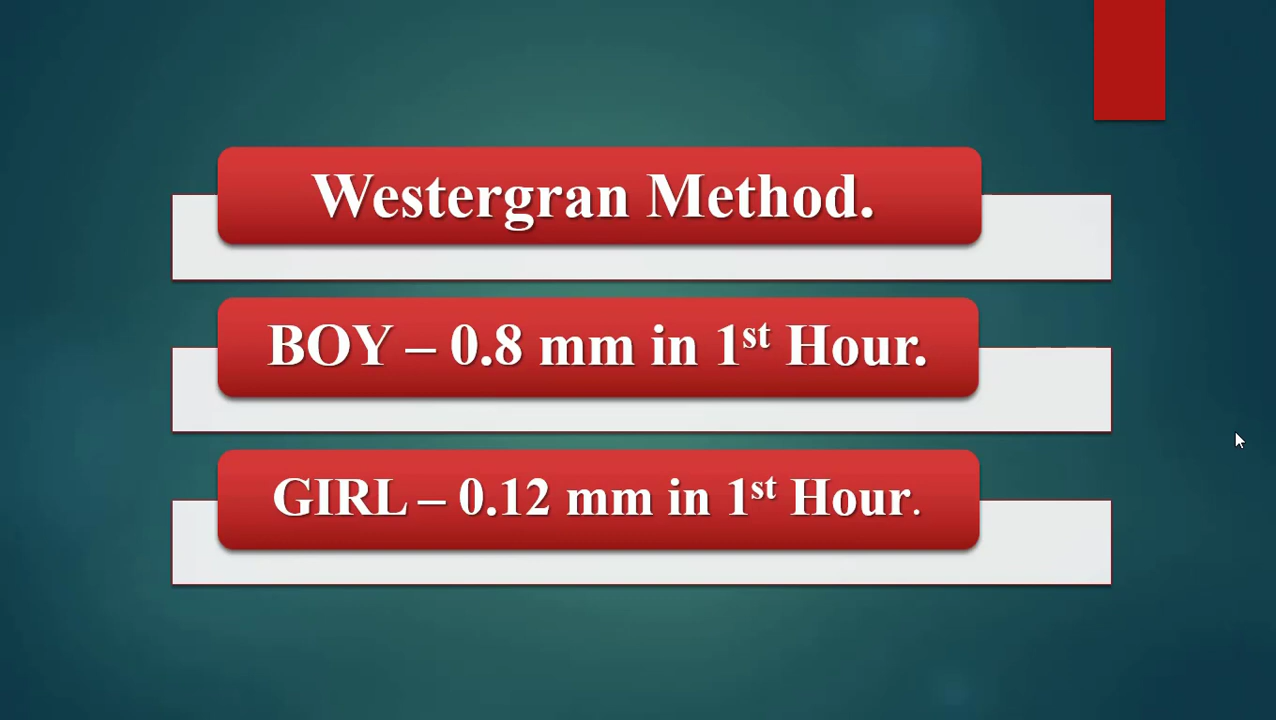 Westergran Method.
BOY – 0.8 mm in 1st Hour.
GIRL – 0.12 mm in 1st Hour.